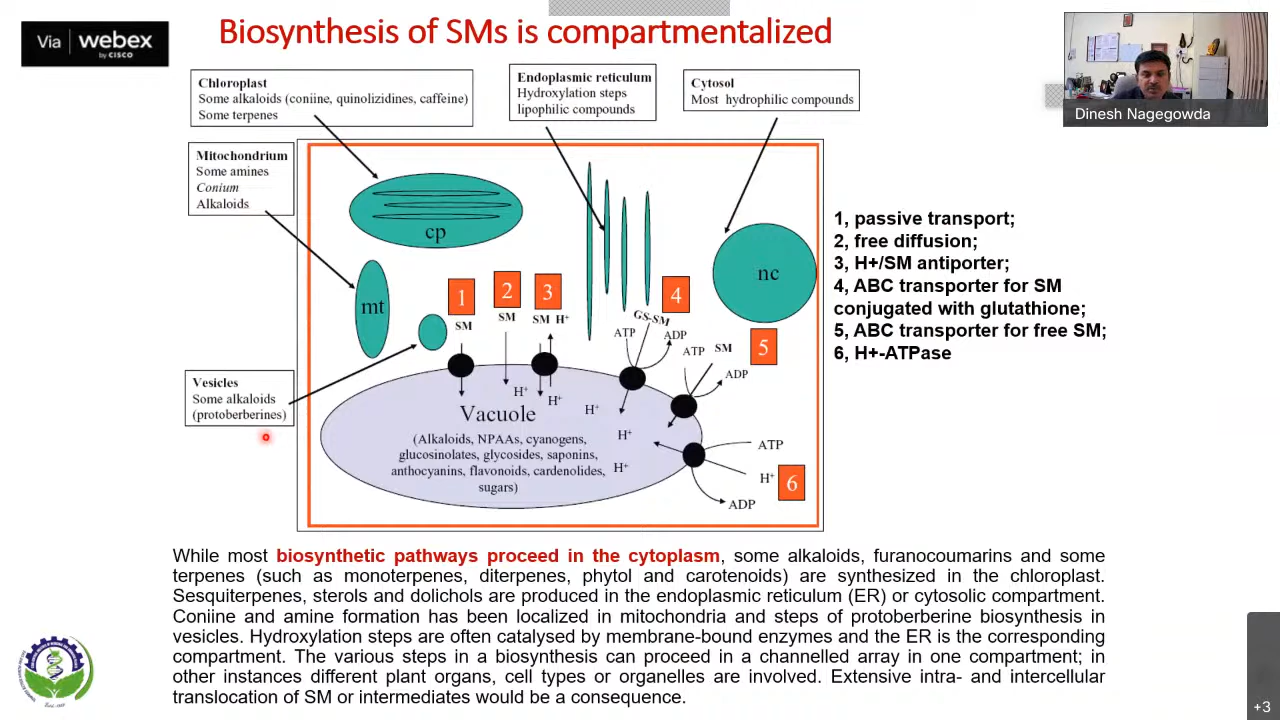 Biosynthesis of SMs is compartmentalized
Via webex
by CISCO
Dinesh Nagegowda
Chloroplast
Some alkaloids (coniine, quinolizidines, caffeine)
Some terpenes
Endoplasmic reticulum
Hydroxylation steps
lipophilic compounds
Cytosol
Most hydrophilic compounds
Mitochondrium
Some amines
Conium
Alkaloids
cp
mt
nc
Vesicles
Some alkaloids
(protoberberines)
1
2
3
4
5
6
SM
SM
SM H⁺
GS-SM
ATP
ADP
ATP
SM
ADP
H⁺
H⁺
H⁺
H⁺
H⁺
Vacuole
(Alkaloids, NPAAs, cyanogens,
glucosinolates, glycosides, saponins,
anthocyanins, flavonoids, cardenolides,
sugars)
ATP
H⁺
ADP
1, passive transport;
2, free diffusion;
3, H+/SM antiporter;
4, ABC transporter for SM
conjugated with glutathione;
5, ABC transporter for free SM;
6, H+-ATPase
While most biosynthetic pathways proceed in the cytoplasm, some alkaloids, furanocoumarins and some
terpenes (such as monoterpenes, diterpenes, phytol and carotenoids) are synthesized in the chloroplast.
Sesquiterpenes, sterols and dolichols are produced in the endoplasmic reticulum (ER) or cytosolic compartment.
Coniine and amine formation has been localized in mitochondria and steps of protoberberine biosynthesis in
vesicles. Hydroxylation steps are often catalysed by membrane-bound enzymes and the ER is the corresponding
compartment. The various steps in a biosynthesis can proceed in a channelled array in one compartment; in
other instances different plant organs, cell types or organelles are involved. Extensive intra- and intercellular
translocation of SM or intermediates would be a consequence.
+3